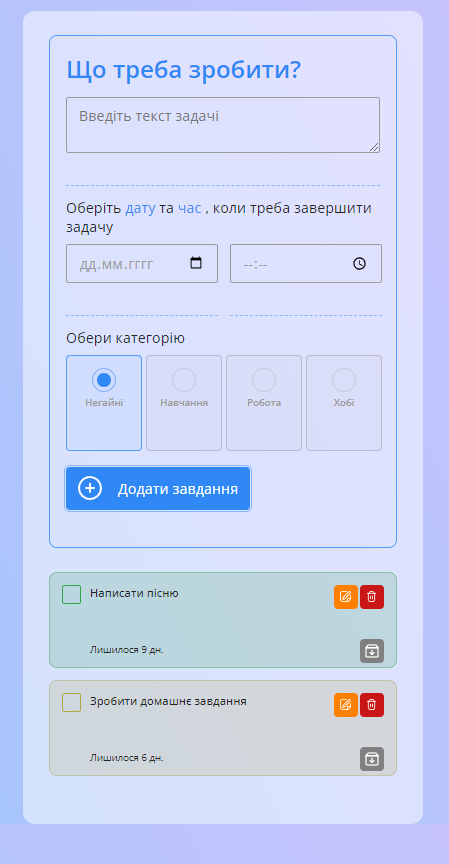 Що треба зробити?
Введіть текст задачі
Оберіть дату та час , коли треба завершити
задачу
дд.мм.гггг
--:--
Обери категорію
Негайні
Навчання
Робота
Хобі
Додати завдання
Написати пісню
Лишилося 9 дн.
Зробити домашнє завдання
Лишилося 6 дн.